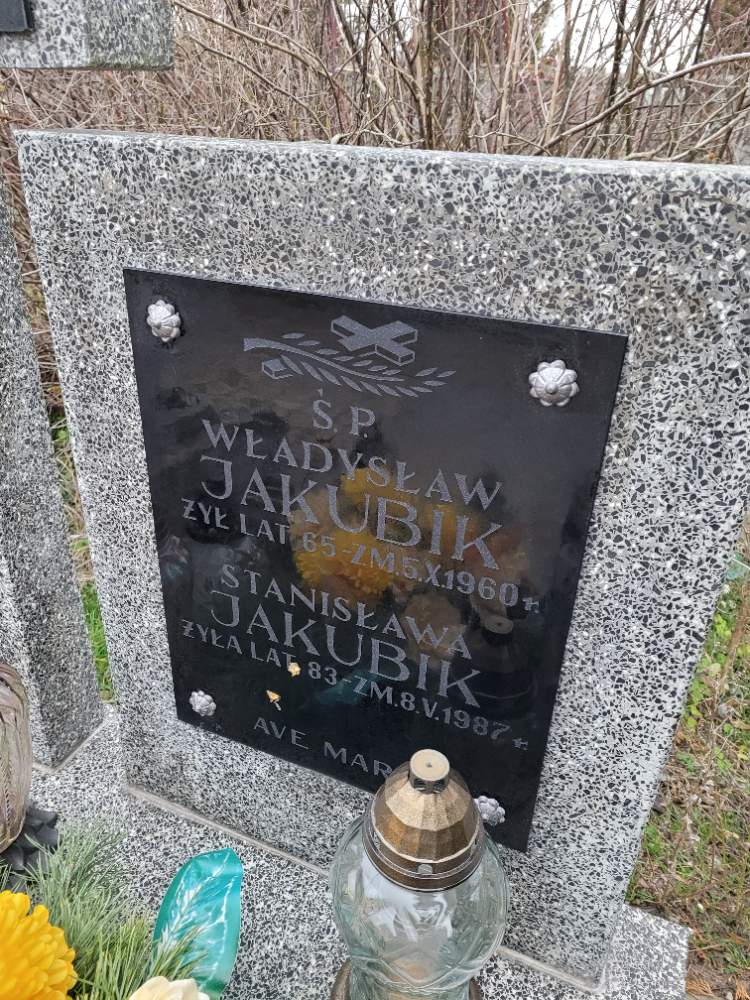 Ś.P.
WŁADYSŁAW
JAKUBIK
ŻYŁ LAT 65-ZM.5.X.1960 r.
STANISŁAWA
JAKUBIK
ŻYŁA LAT 83-ZM.8.V.1987 r.
AVE MAR